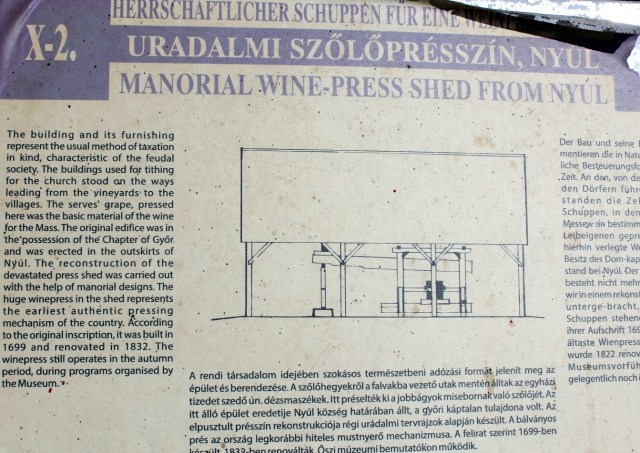 HERRSCHAFTLICHER SCHUPPEN FÜR EINE
X-2.
URADALMI SZŐLŐPRÉSSZÍN, NYÚL
MANORIAL WINE-PRESS SHED FROM NYÚL
The building and its furnishing
represent the usual method of taxation
in kind, characteristic of the feudal
society. The buildings used for tithing
for the church stood on the ways
leading from the vineyards to the
villages. The serves' grape, pressed
here was the basic material of the wine
for the Mass. The original edifice was in
the possession of the Chapter of Győr
and was erected in the outskirts of
Nyúl. The reconstruction of the
devastated press shed was carried out
with the help of manorial designs. The
huge winepress in the shed represents
the earliest authentic pressing
mechanism of the country. According
to the original inscription, it was built in
1699 and renovated in 1832. The
winepress still operates in the autumn
period, during programs organised by
the Museum.
A rendi társadalom idejében szokásos természetbeni adózási formát jelenít meg az
épület és berendezése. A szőlőhegyekről a falvakba vezető utak mentén álltak az egyházi
tizedet szedő ún. dézsmaszékek. Itt préselték ki a jobbágyok misebornak való szőlőjét. Az
itt álló épület eredetije Nyúl község határában állt, a győri káptalan tulajdona volt. Az
elpusztult présszín rekonstrukciója régi uradalmi tervrajzok alapján készült. A bálványos
prés az ország legkorábbi hiteles mustnyerő mechanizmusa. A felirat szerint 1699-ben
készült, 1833-ben renoválták. Őszi múzeumi bemutatókon működik.
Der Bau und seine
mentieren die in Natu
liche Besteuerungsfo
Zeit. An den, von de
den Dörfern führ
standen die Ze
Schuppen, in den
Messewein bestimm
Leibeigenen gepre
hierhin verlegte W
Besitz des Dom-kap
stand bei Nyúl. Der
besteht nicht mehr
wir in einem rekonst
unterge-bracht.
Schuppen stehen
ihrer Aufschrift 169
ältaste Wienpress
wurde 1822 renov
Museumsvorfüh
gelegentlich noch i